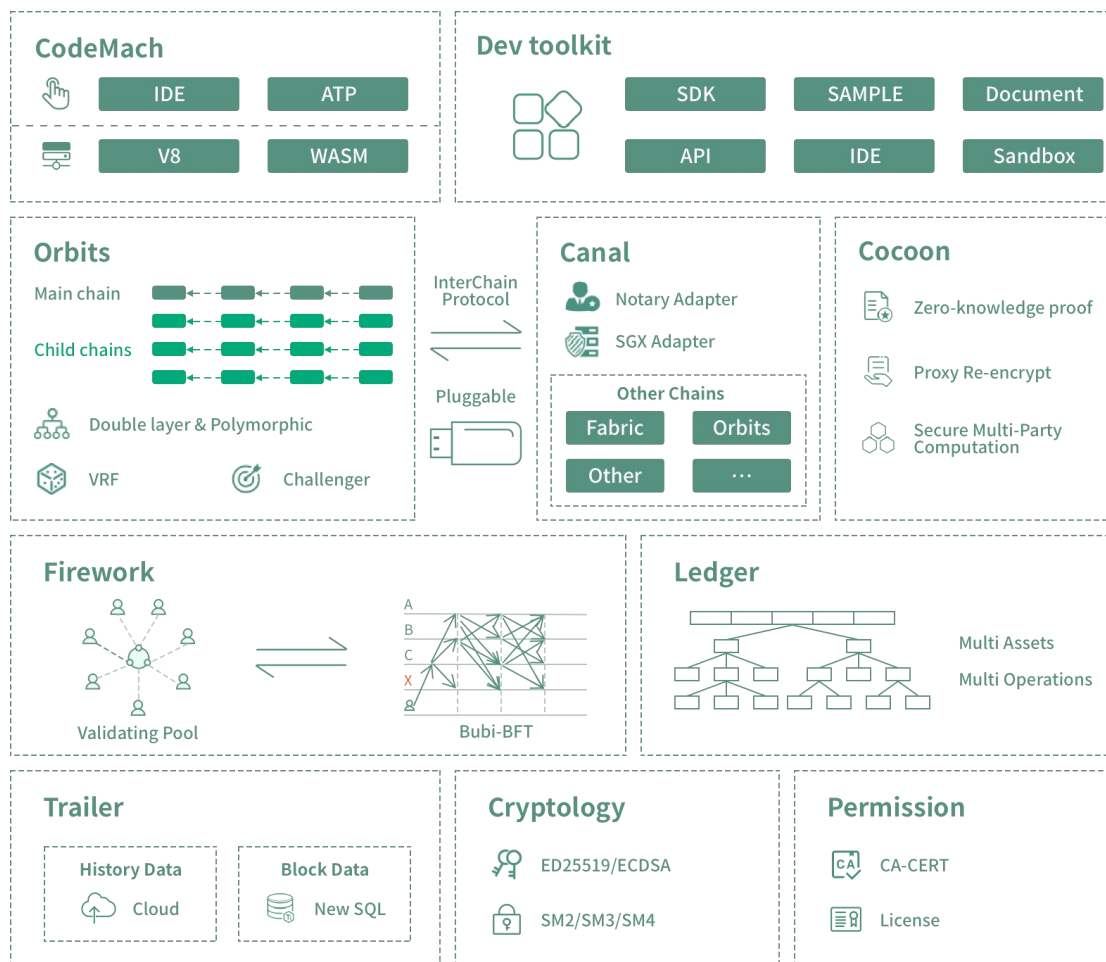 CodeMach
IDE
ATP
V8
WASM
Dev toolkit
SDK
SAMPLE
Document
API
IDE
Sandbox
Orbits
Main chain
Child chains
Double layer & Polymorphic
VRF
Challenger
InterChain
Protocol
Pluggable
Canal
Notary Adapter
SGX Adapter
Other Chains
Fabric
Orbits
Other
...
Cocoon
Zero-knowledge proof
Proxy Re-encrypt
Secure Multi-Party
Computation
Firework
Validating Pool
A
B
C
X
Bubi-BFT
Ledger
Multi Assets
Multi Operations
Trailer
History Data
Cloud
Block Data
New SQL
Cryptology
ED25519/ECDSA
SM2/SM3/SM4
Permission
CA
CA-CERT
License